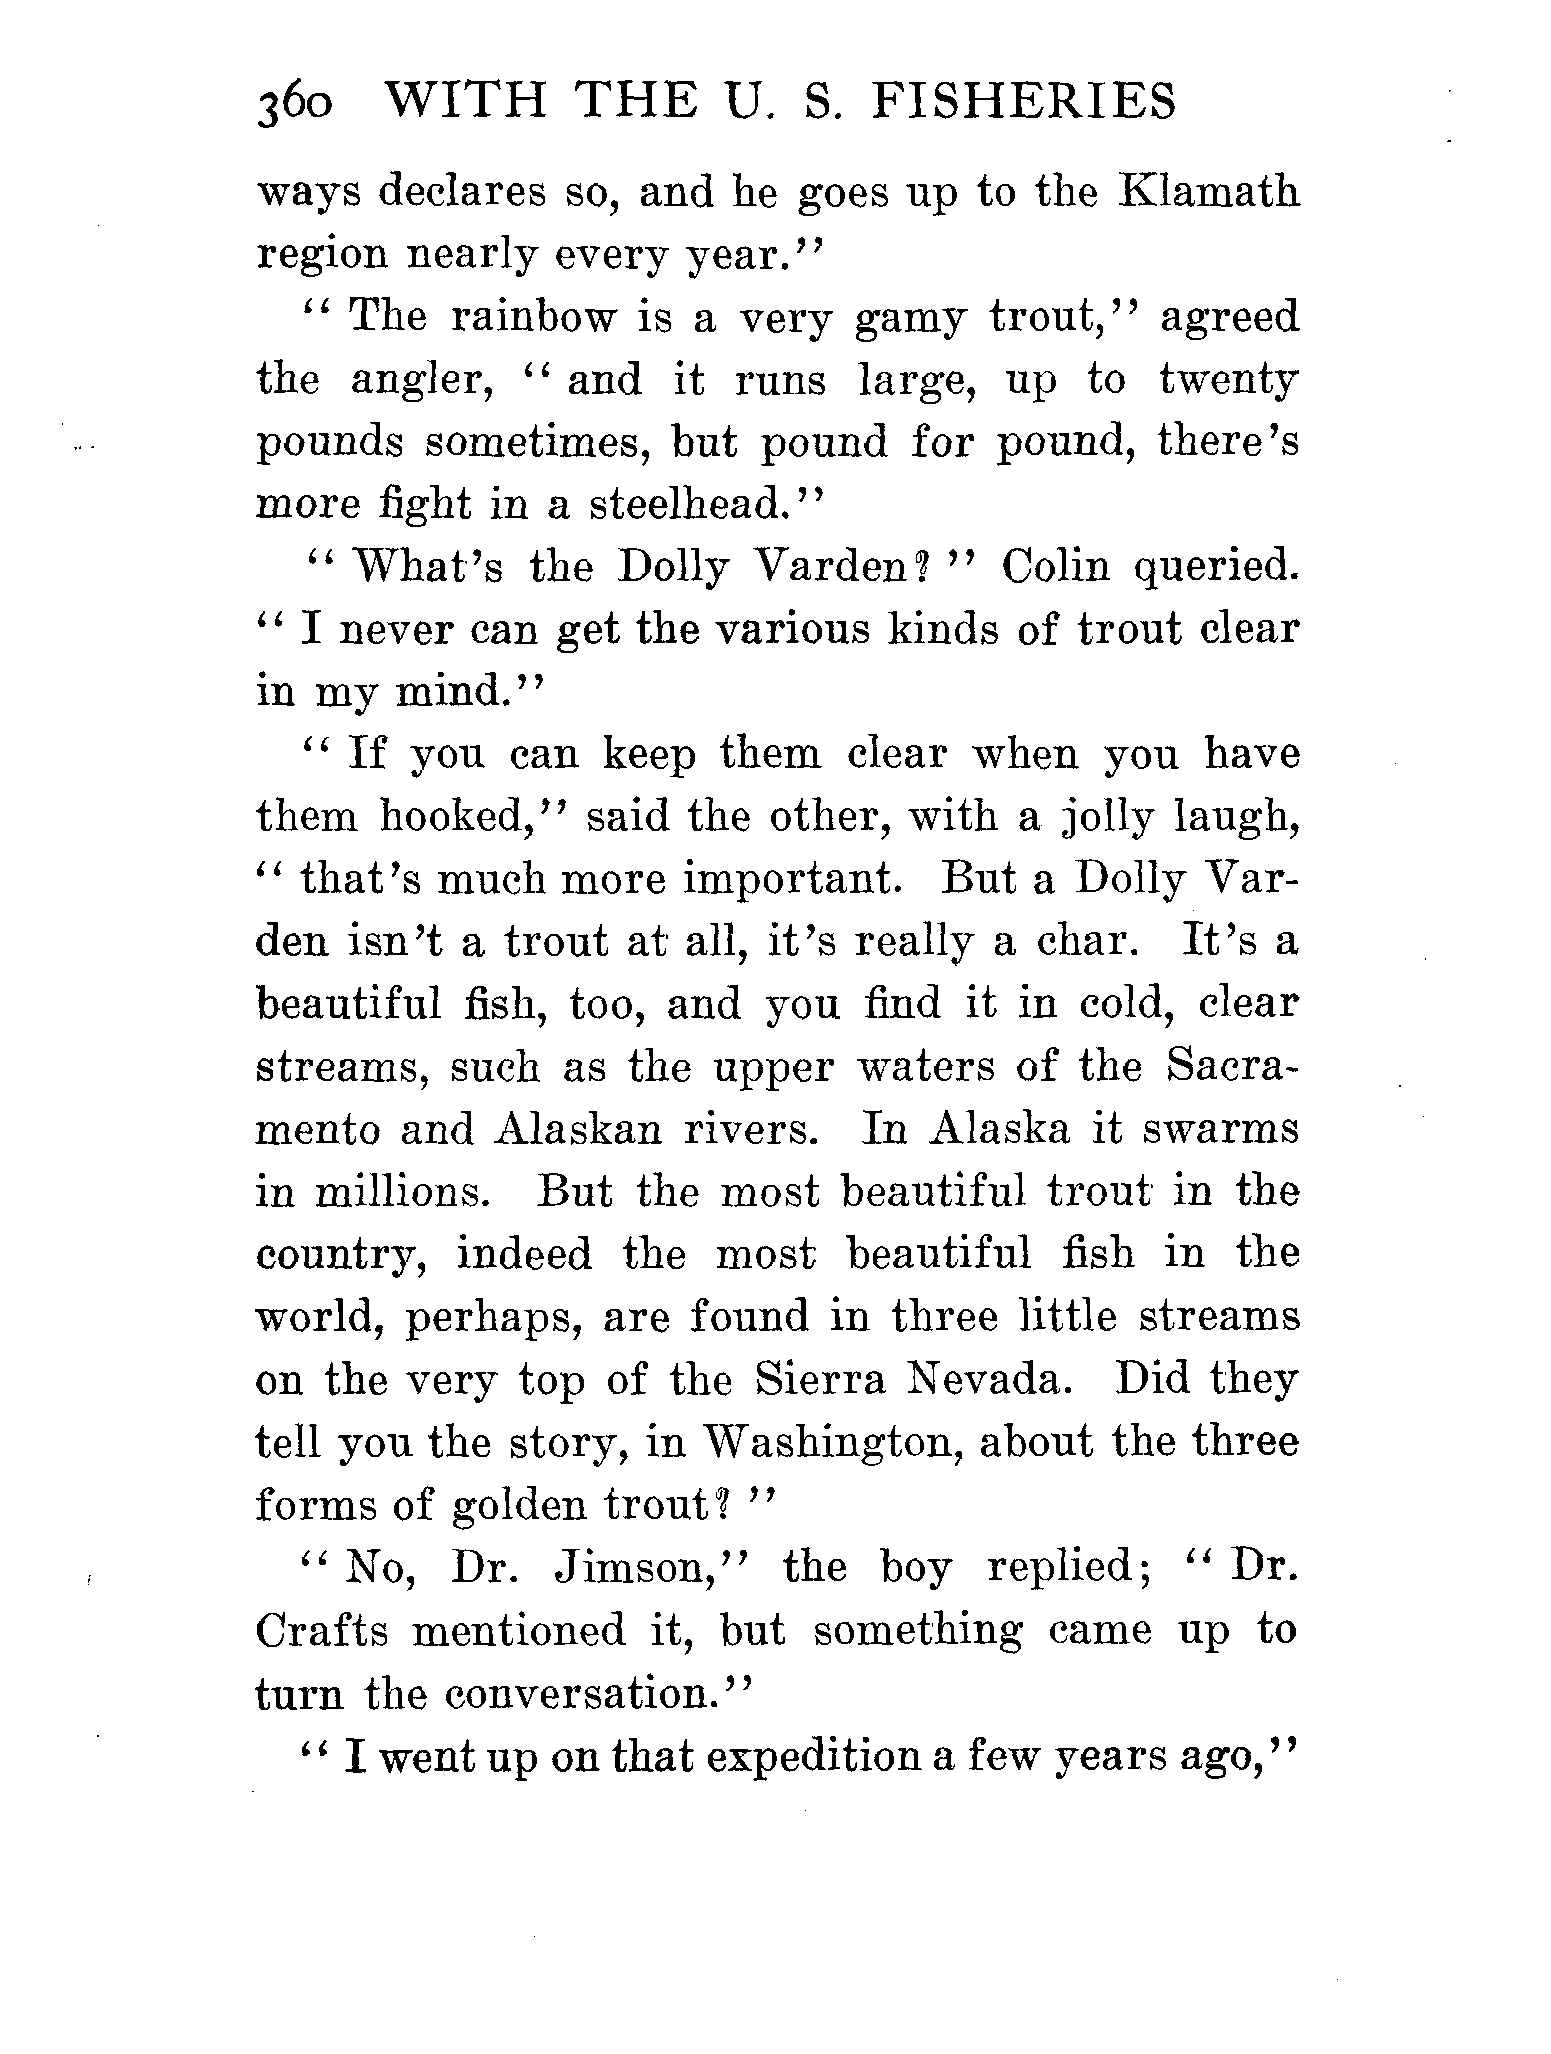 360 WITH THE U. S. FISHERIES
ways declares so, and he goes up to the Klamath
region nearly every year.”
“ The rainbow is a very gamy trout,” agreed
the angler, “ and it runs large, up to twenty
pounds sometimes, but pound for pound, there’s
more fight in a steelhead.”
“ What’s the Dolly Varden? ” Colin queried.
“ I never can get the various kinds of trout clear
in my mind.”
“ If you can keep them clear when you have
them hooked,” said the other, with a jolly laugh,
“ that’s much more important. But a Dolly Var-
den isn’t a trout at all, it’s really a char. It’s a
beautiful fish, too, and you find it in cold, clear
streams, such as the upper waters of the Sacra-
mento and Alaskan rivers. In Alaska it swarms
in millions. But the most beautiful trout in the
country, indeed the most beautiful fish in the
world, perhaps, are found in three little streams
on the very top of the Sierra Nevada. Did they
tell you the story, in Washington, about the three
forms of golden trout? ”
“ No, Dr. Jimson,” the boy replied; “ Dr.
Crafts mentioned it, but something came up to
turn the conversation.”
“ I went up on that expedition a few years ago,”